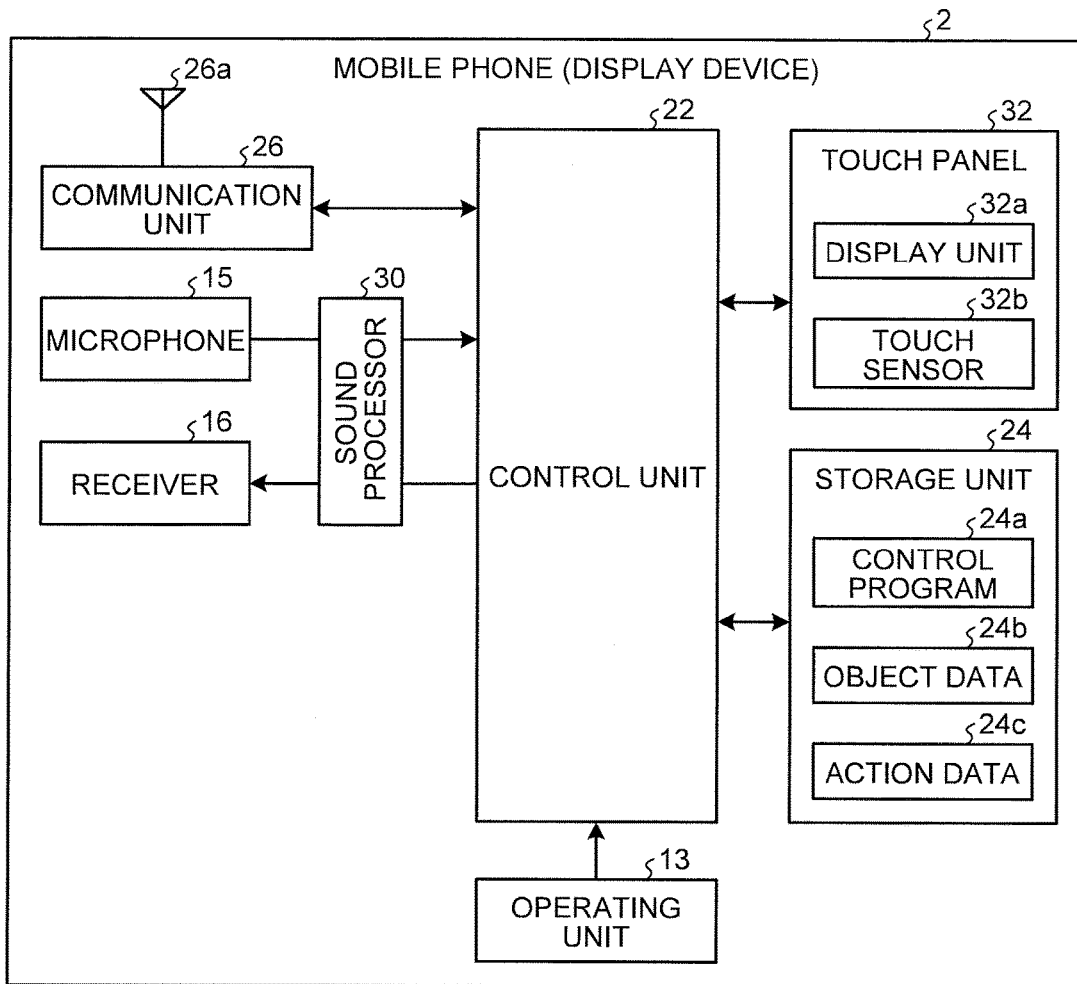 2
MOBILE PHONE (DISPLAY DEVICE)
26a
26
COMMUNICATION
UNIT
15
MICROPHONE
16
RECEIVER
30
SOUND
PROCESSOR
22
CONTROL UNIT
13
OPERATING
UNIT
32
TOUCH PANEL
32a
DISPLAY UNIT
32b
TOUCH
SENSOR
24
STORAGE UNIT
24a
CONTROL
PROGRAM
24b
OBJECT DATA
24c
ACTION DATA